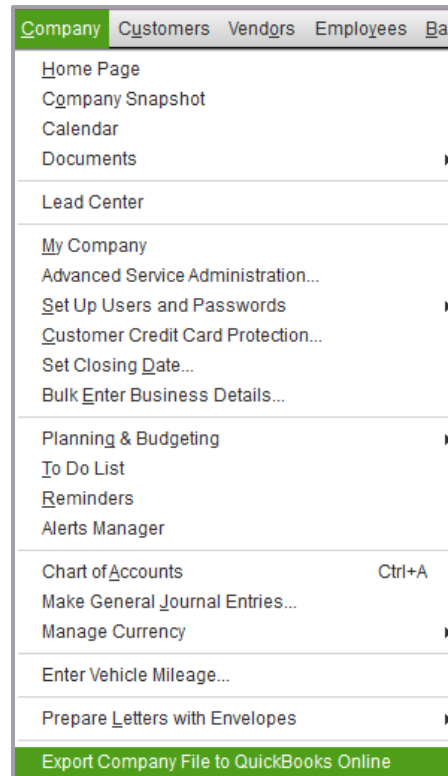 Company Customers Vendors Employees Ba
Home Page
Company Snapshot
Calendar
Documents
Lead Center
My Company
Advanced Service Administration...
Set Up Users and Passwords
Customer Credit Card Protection...
Set Closing Date...
Bulk Enter Business Details...
Planning & Budgeting
To Do List
Reminders
Alerts Manager
Chart of Accounts Ctrl+A
Make General Journal Entries...
Manage Currency
Enter Vehicle Mileage...
Prepare Letters with Envelopes
Export Company File to QuickBooks Online